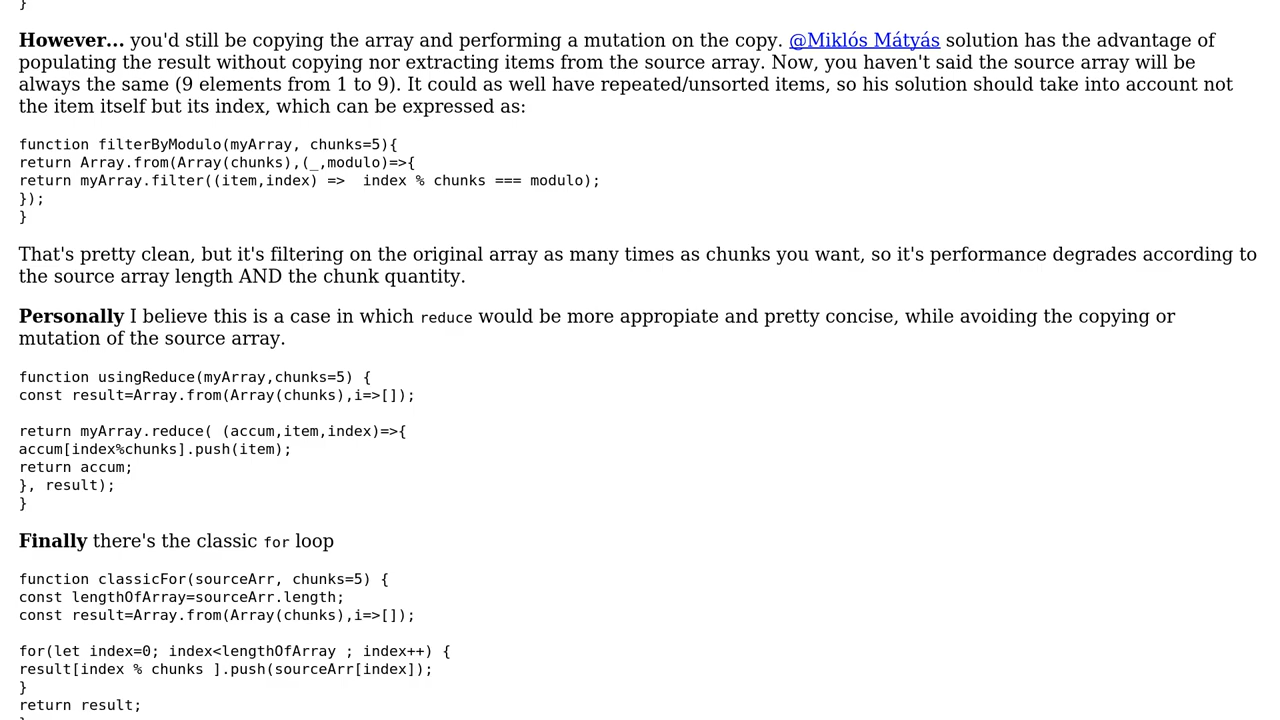 }
However... you'd still be copying the array and performing a mutation on the copy. @Miklós Mátyás solution has the advantage of
populating the result without copying nor extracting items from the source array. Now, you haven't said the source array will be
always the same (9 elements from 1 to 9). It could as well have repeated/unsorted items, so his solution should take into account not
the item itself but its index, which can be expressed as:
function filterByModulo(myArray, chunks=5){
return Array.from(Array(chunks),(_,modulo)=>{
return myArray.filter((item,index) =>  index % chunks === modulo);
});
}
That's pretty clean, but it's filtering on the original array as many times as chunks you want, so it's performance degrades according to
the source array length AND the chunk quantity.
Personally I believe this is a case in which reduce would be more appropiate and pretty concise, while avoiding the copying or
mutation of the source array.
function usingReduce(myArray,chunks=5) {
const result=Array.from(Array(chunks),i=>[]);
return myArray.reduce( (accum,item,index)=>{
accum[index%chunks].push(item);
return accum;
}, result);
}
Finally there's the classic for loop
function classicFor(sourceArr, chunks=5) {
const lengthOfArray=sourceArr.length;
const result=Array.from(Array(chunks),i=>[]);
for(let index=0; index<lengthOfArray ; index++) {
result[index % chunks ].push(sourceArr[index]);
}
return result;
}